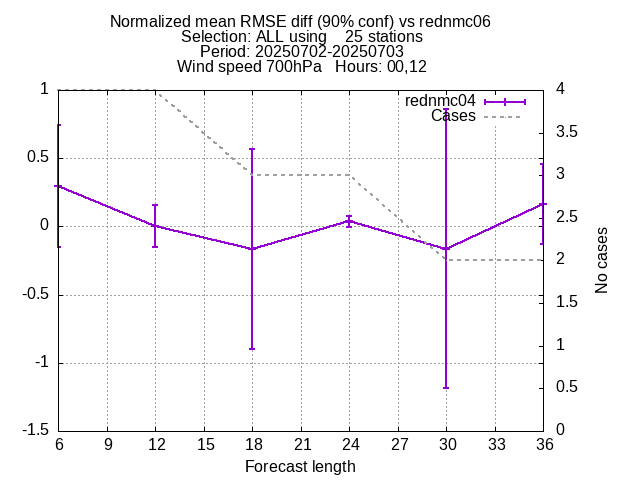 Normalized mean RMSE diff (90% conf) vs rednmc06
Selection: ALL using    25 stations
Period: 20250702-20250703
Wind speed 700hPa   Hours: 00,12
rednmc04
Cases
1
0.5
0
-0.5
-1
-1.5
4
3.5
3
2.5
2
1.5
1
0.5
0
No cases
6 9 12 15 18 21 24 27 30 33 36
Forecast length